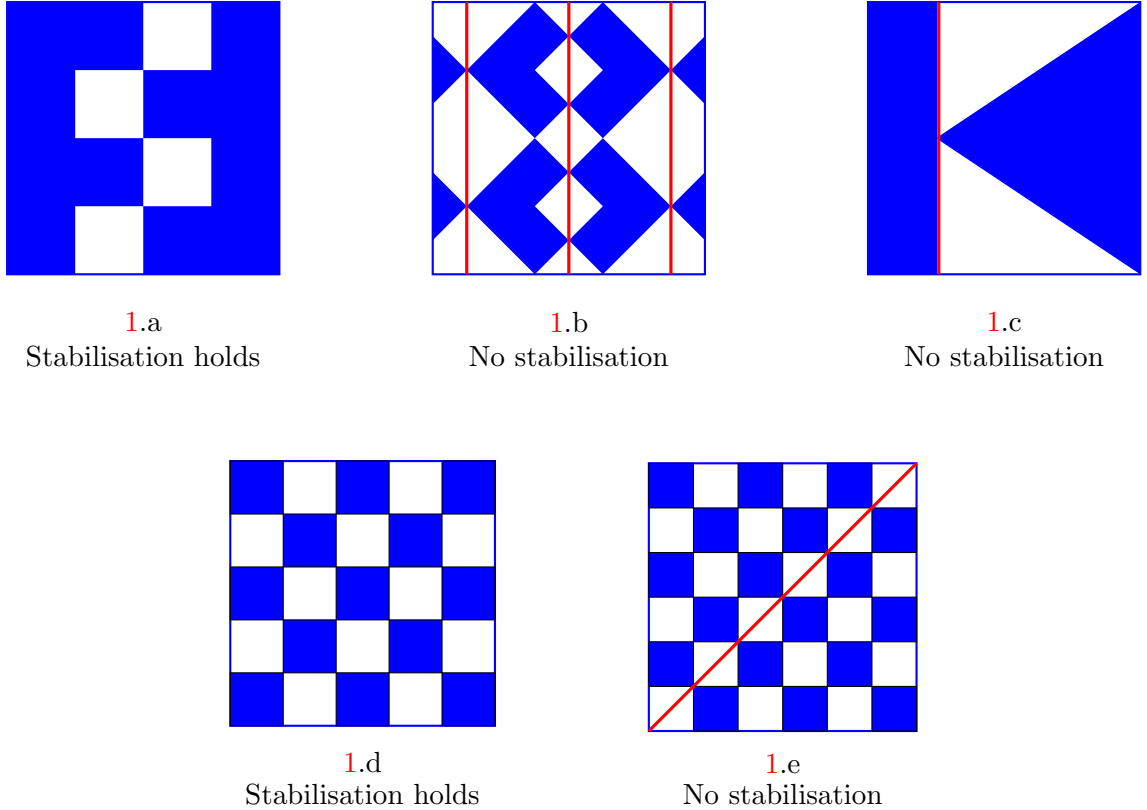 1.a
Stabilisation holds
1.b
No stabilisation
1.c
No stabilisation
1.d
Stabilisation holds
1.e
No stabilisation